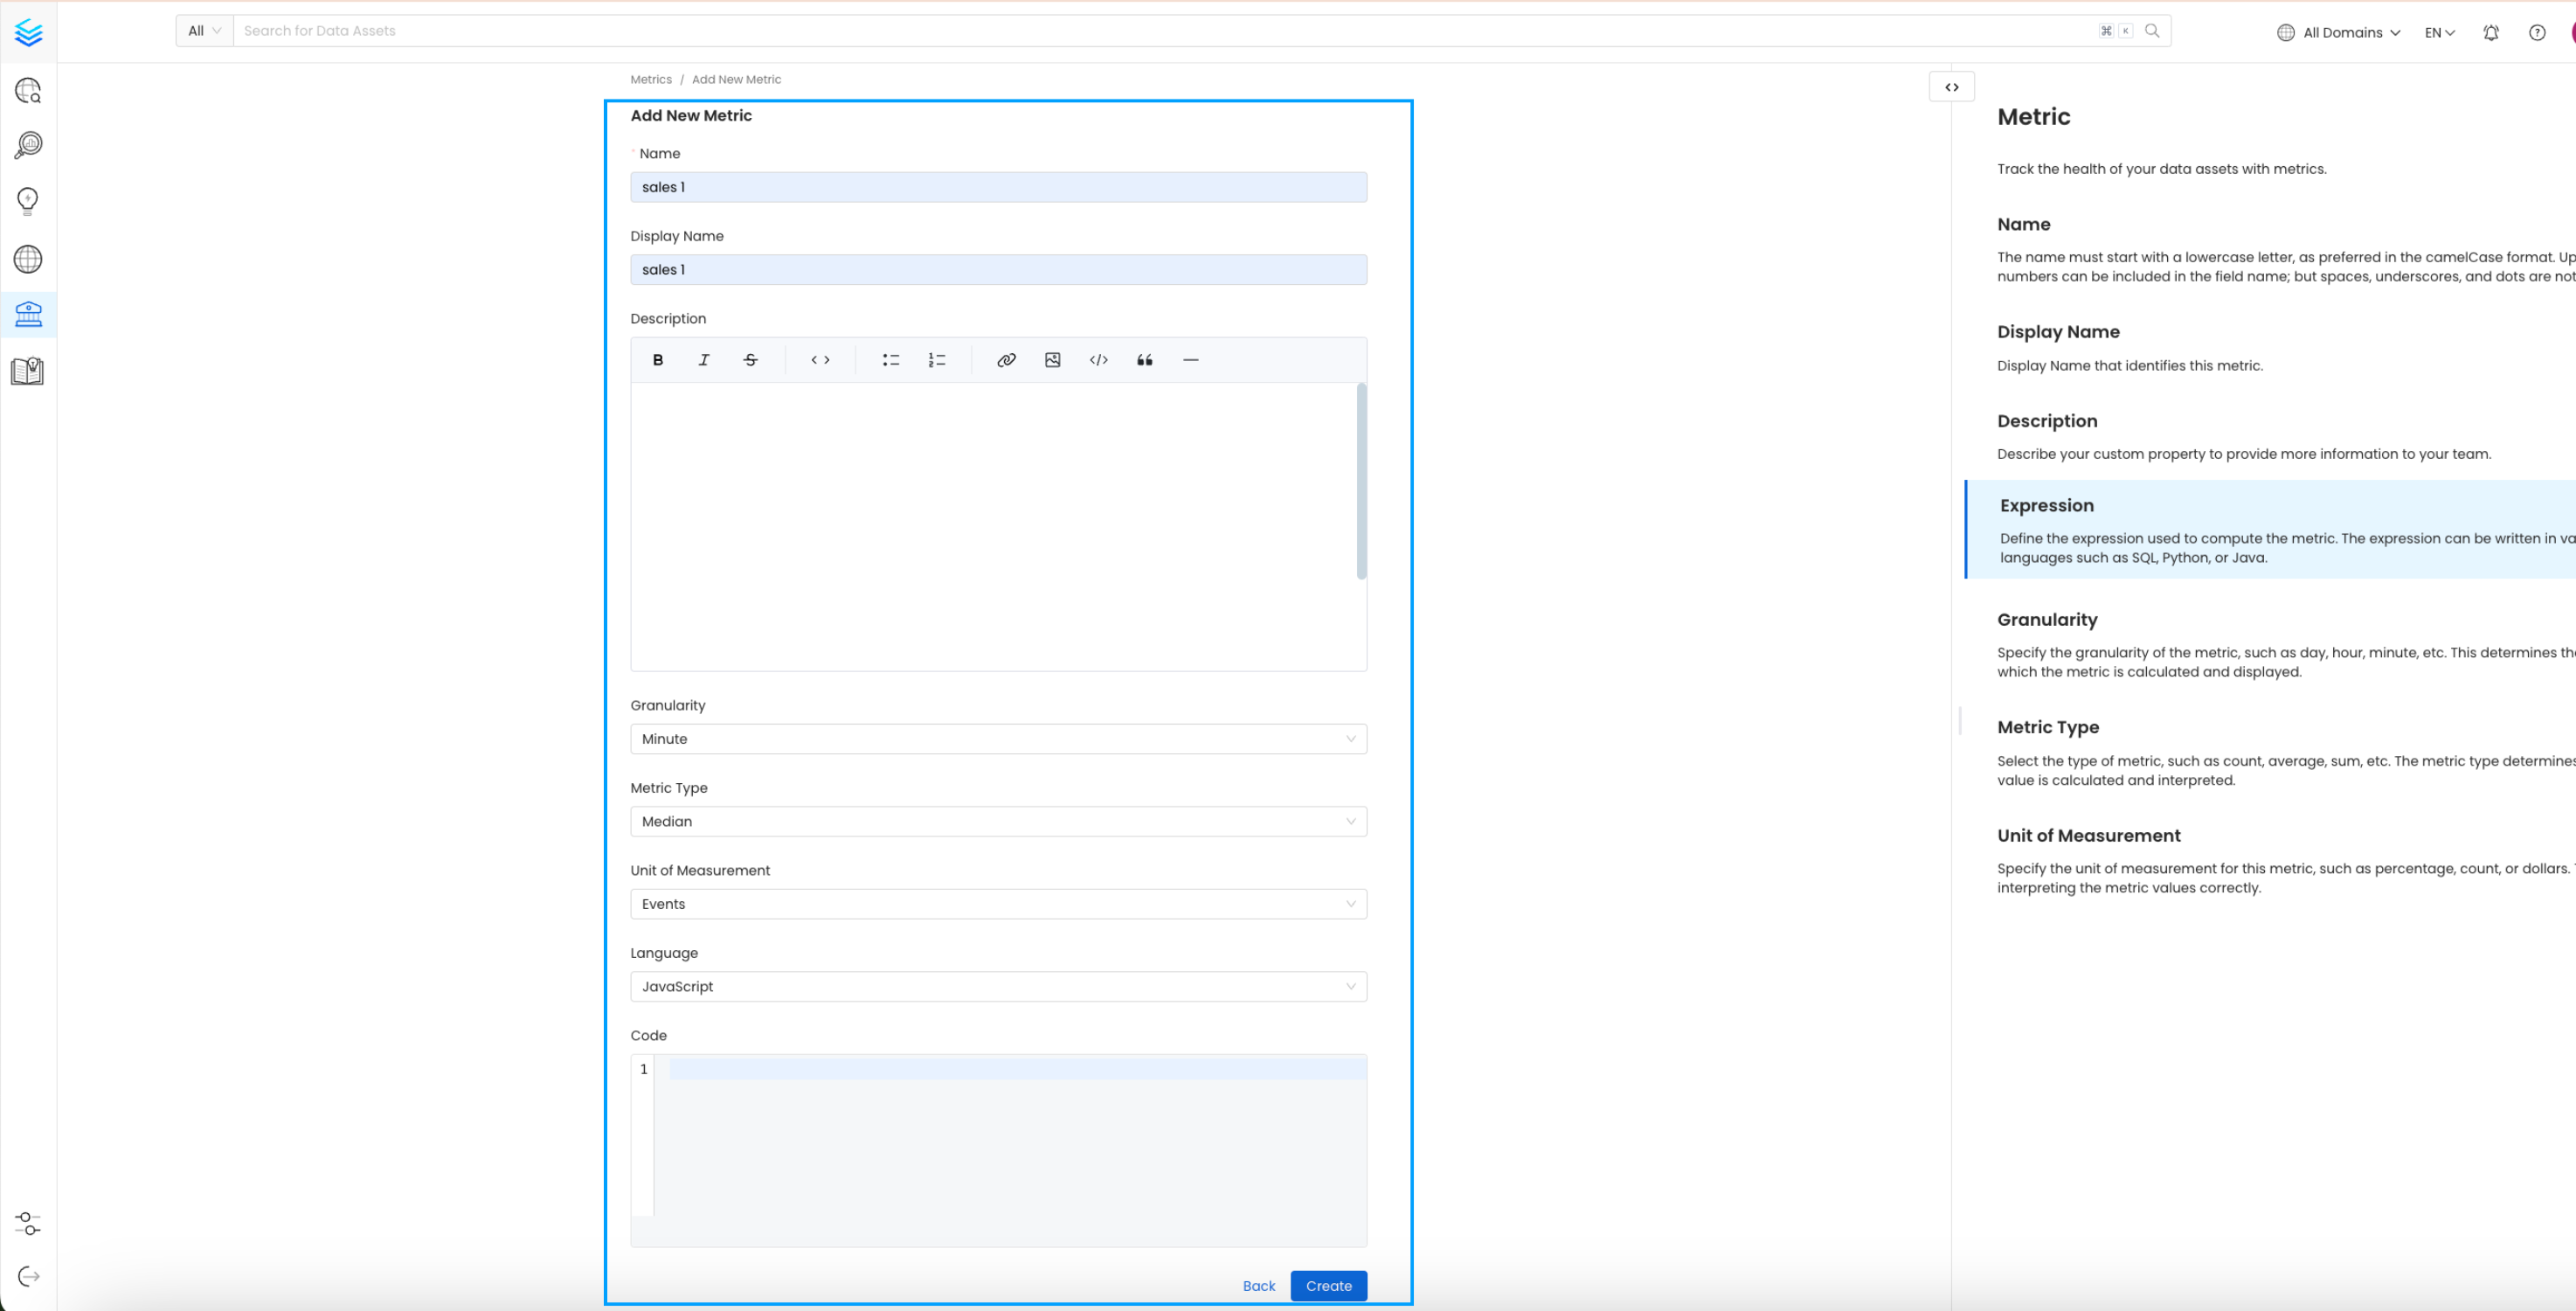 All
Search for Data Assets
⌘ K
All Domains
EN
Metrics / Add New Metric
Add New Metric
* Name
sales 1
Display Name
sales 1
Description
B I S
Granularity
Minute
Metric Type
Median
Unit of Measurement
Events
Language
JavaScript
Code
1
Back Create
Metric
Track the health of your data assets with metrics.
Name
The name must start with a lowercase letter, as preferred in the camelCase format. Up
numbers can be included in the field name; but spaces, underscores, and dots are not
Display Name
Display Name that identifies this metric.
Description
Describe your custom property to provide more information to your team.
Expression
Define the expression used to compute the metric. The expression can be written in va
languages such as SQL, Python, or Java.
Granularity
Specify the granularity of the metric, such as day, hour, minute, etc. This determines the
which the metric is calculated and displayed.
Metric Type
Select the type of metric, such as count, average, sum, etc. The metric type determines
value is calculated and interpreted.
Unit of Measurement
Specify the unit of measurement for this metric, such as percentage, count, or dollars.
interpreting the metric values correctly.